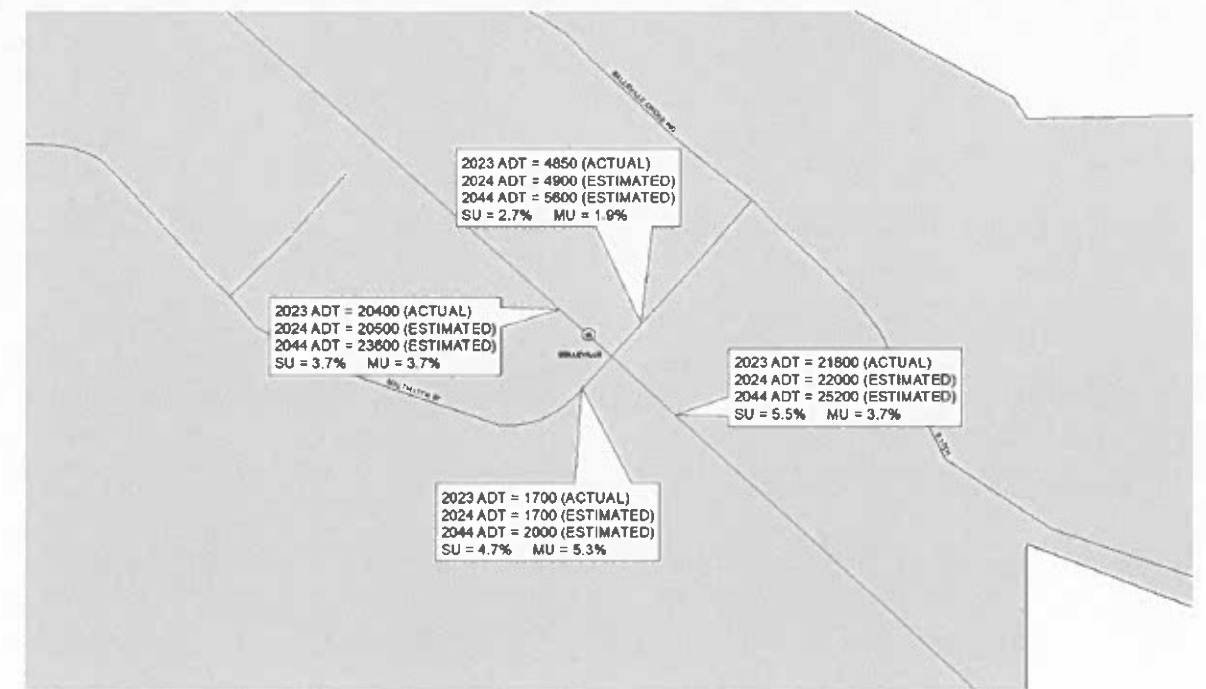 BELLEVILLE CROSSING
2023 ADT = 4850 (ACTUAL)
2024 ADT = 4900 (ESTIMATED)
2044 ADT = 5600 (ESTIMATED)
SU = 2.7% MU = 1.9%
2023 ADT = 20400 (ACTUAL)
2024 ADT = 20500 (ESTIMATED)
2044 ADT = 23600 (ESTIMATED)
SU = 3.7% MU = 3.7%
BELLEVILLE
2023 ADT = 21800 (ACTUAL)
2024 ADT = 22000 (ESTIMATED)
2044 ADT = 25200 (ESTIMATED)
SU = 5.5% MU = 3.7%
2023 ADT = 1700 (ACTUAL)
2024 ADT = 1700 (ESTIMATED)
2044 ADT = 2000 (ESTIMATED)
SU = 4.7% MU = 5.3%